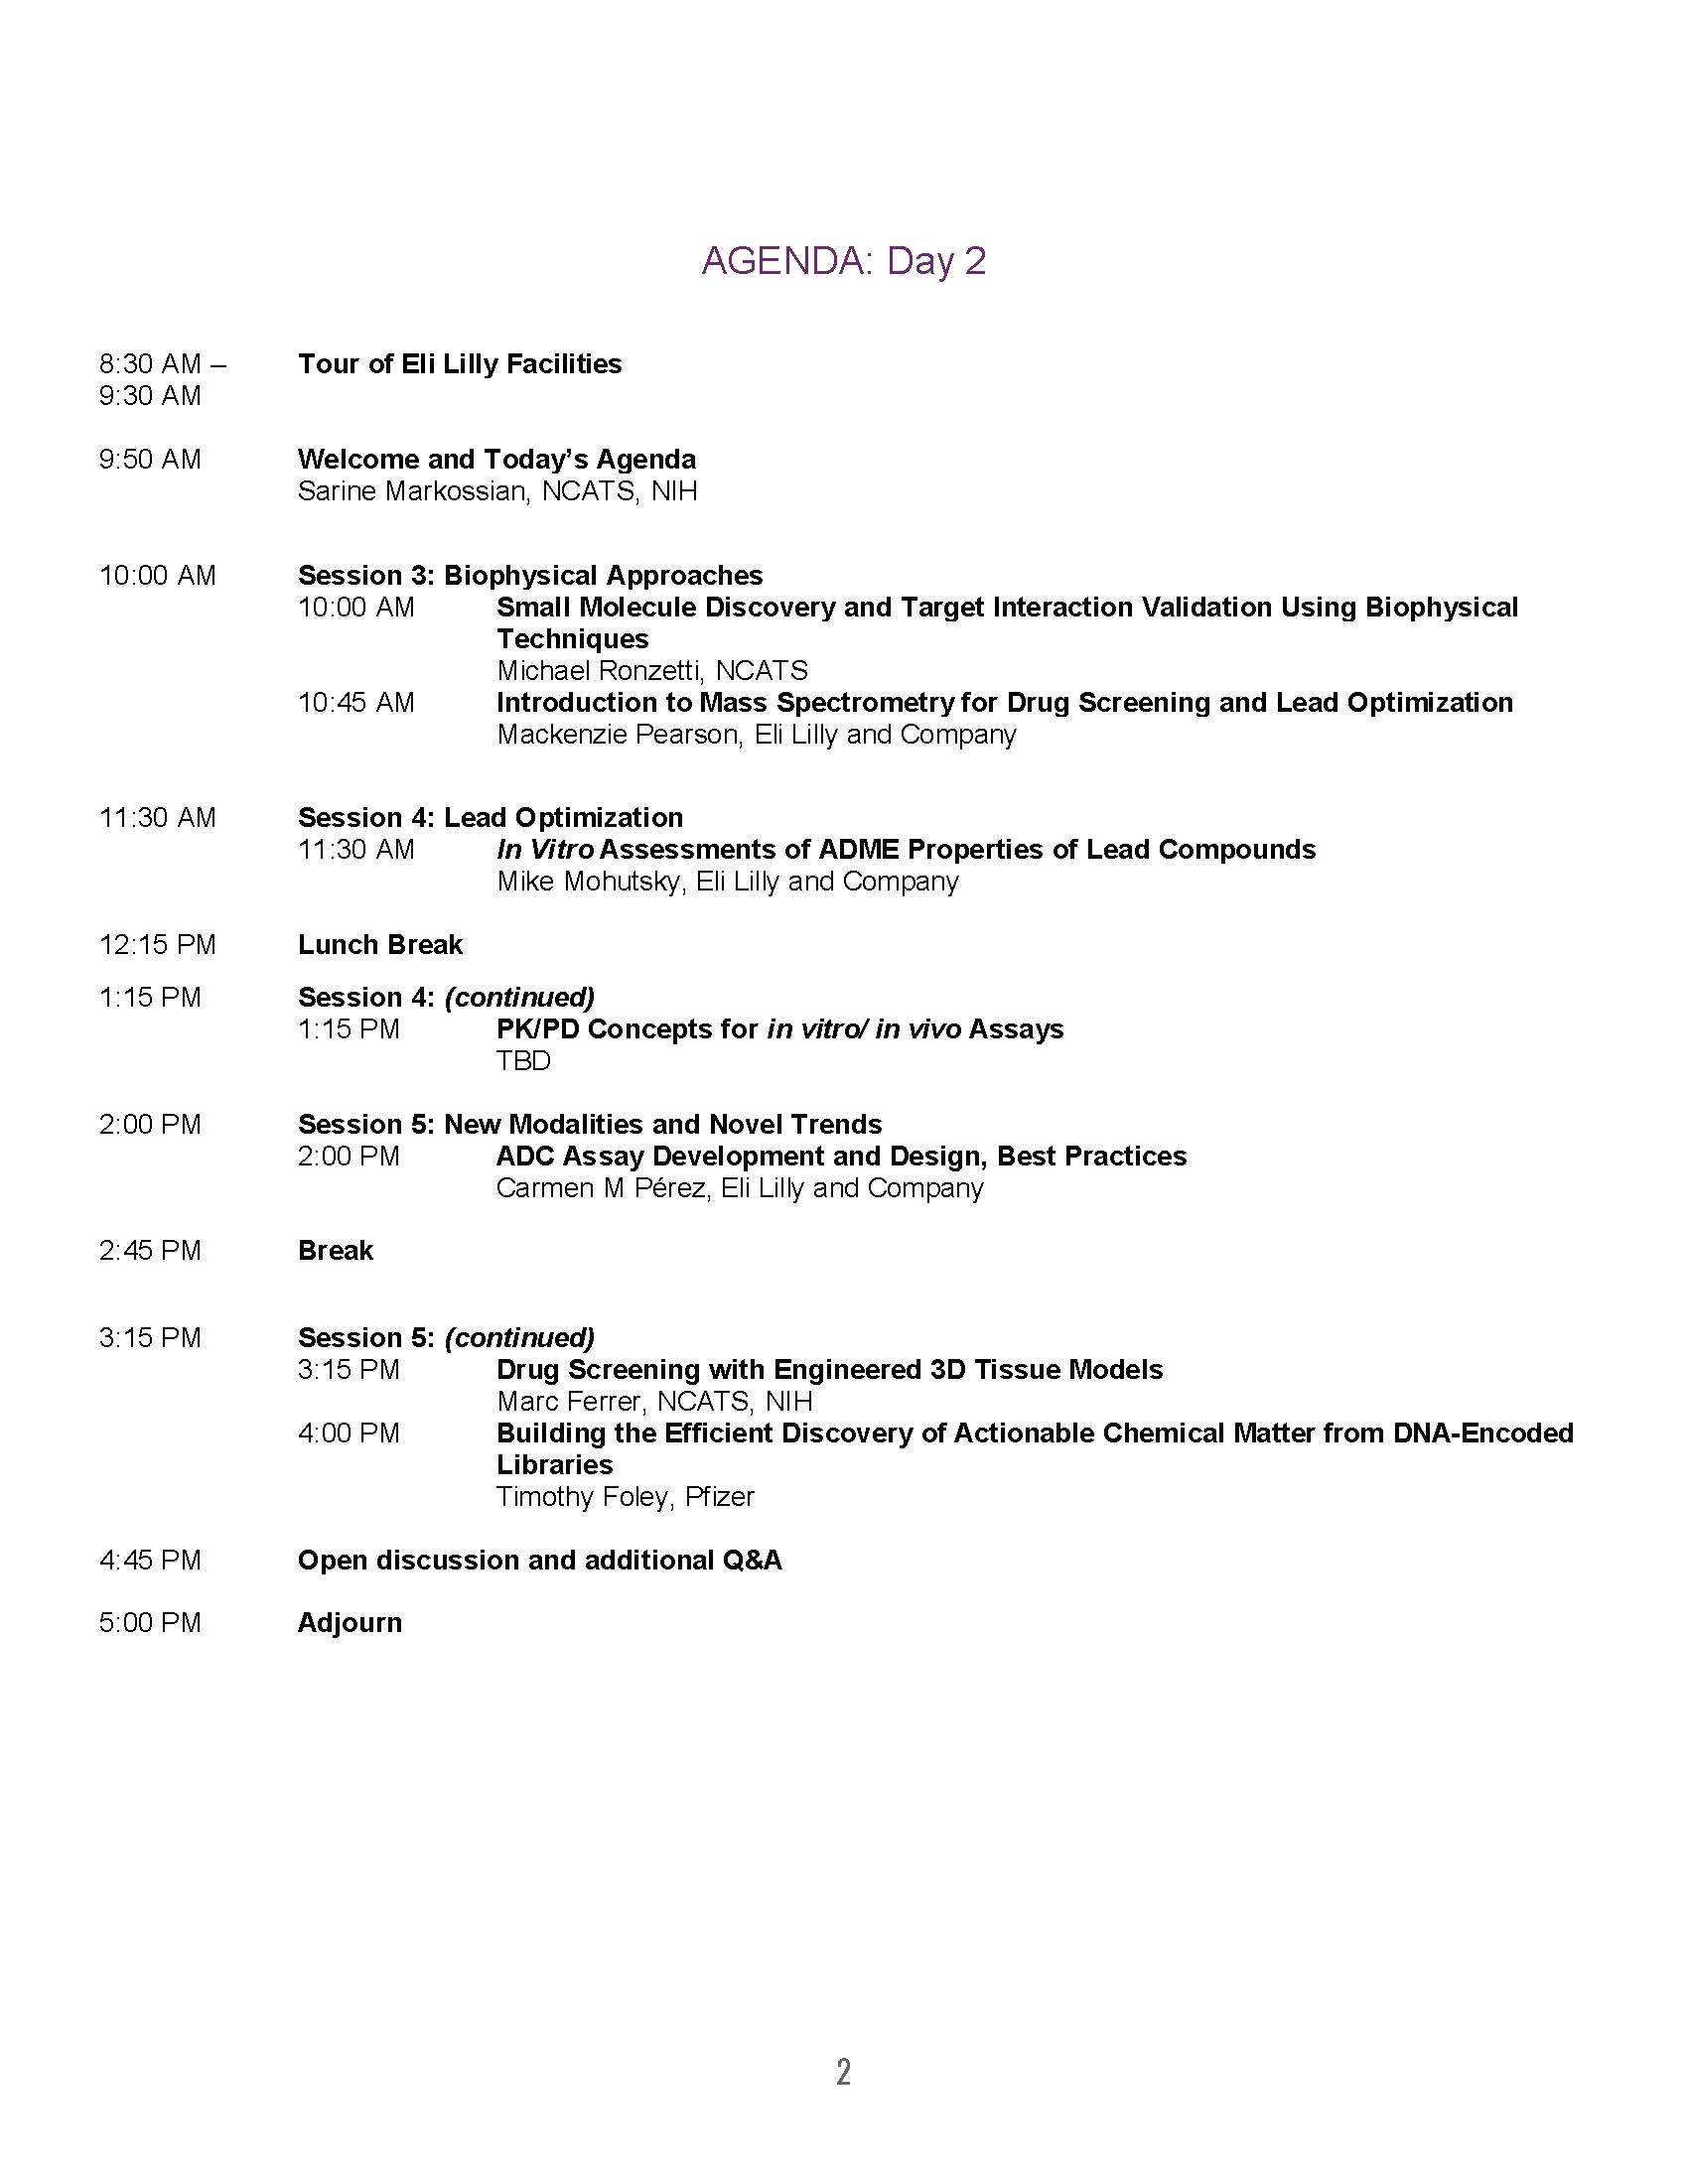 AGENDA: Day 2
8:30 AM – Tour of Eli Lilly Facilities
9:30 AM
9:50 AM Welcome and Today’s Agenda
Sarine Markossian, NCATS, NIH
10:00 AM Session 3: Biophysical Approaches
10:00 AM Small Molecule Discovery and Target Interaction Validation Using Biophysical
Techniques
Michael Ronzetti, NCATS
10:45 AM Introduction to Mass Spectrometry for Drug Screening and Lead Optimization
Mackenzie Pearson, Eli Lilly and Company
11:30 AM Session 4: Lead Optimization
11:30 AM In Vitro Assessments of ADME Properties of Lead Compounds
Mike Mohutsky, Eli Lilly and Company
12:15 PM Lunch Break
1:15 PM Session 4: (continued)
1:15 PM PK/PD Concepts for in vitro/ in vivo Assays
TBD
2:00 PM Session 5: New Modalities and Novel Trends
2:00 PM ADC Assay Development and Design, Best Practices
Carmen M Pérez, Eli Lilly and Company
2:45 PM Break
3:15 PM Session 5: (continued)
3:15 PM Drug Screening with Engineered 3D Tissue Models
Marc Ferrer, NCATS, NIH
4:00 PM Building the Efficient Discovery of Actionable Chemical Matter from DNA-Encoded
Libraries
Timothy Foley, Pfizer
4:45 PM Open discussion and additional Q&A
5:00 PM Adjourn
2